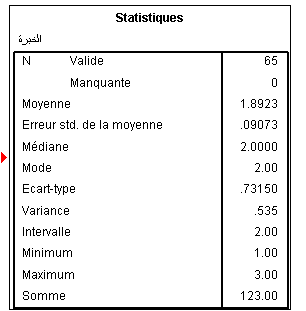 Statistiques
الخبرة
N Valide 65
Manquante 0
Moyenne 1.8923
Erreur std. de la moyenne .09073
Médiane 2.0000
Mode 2.00
Ecart-type .73150
Variance .535
Intervalle 2.00
Minimum 1.00
Maximum 3.00
Somme 123.00